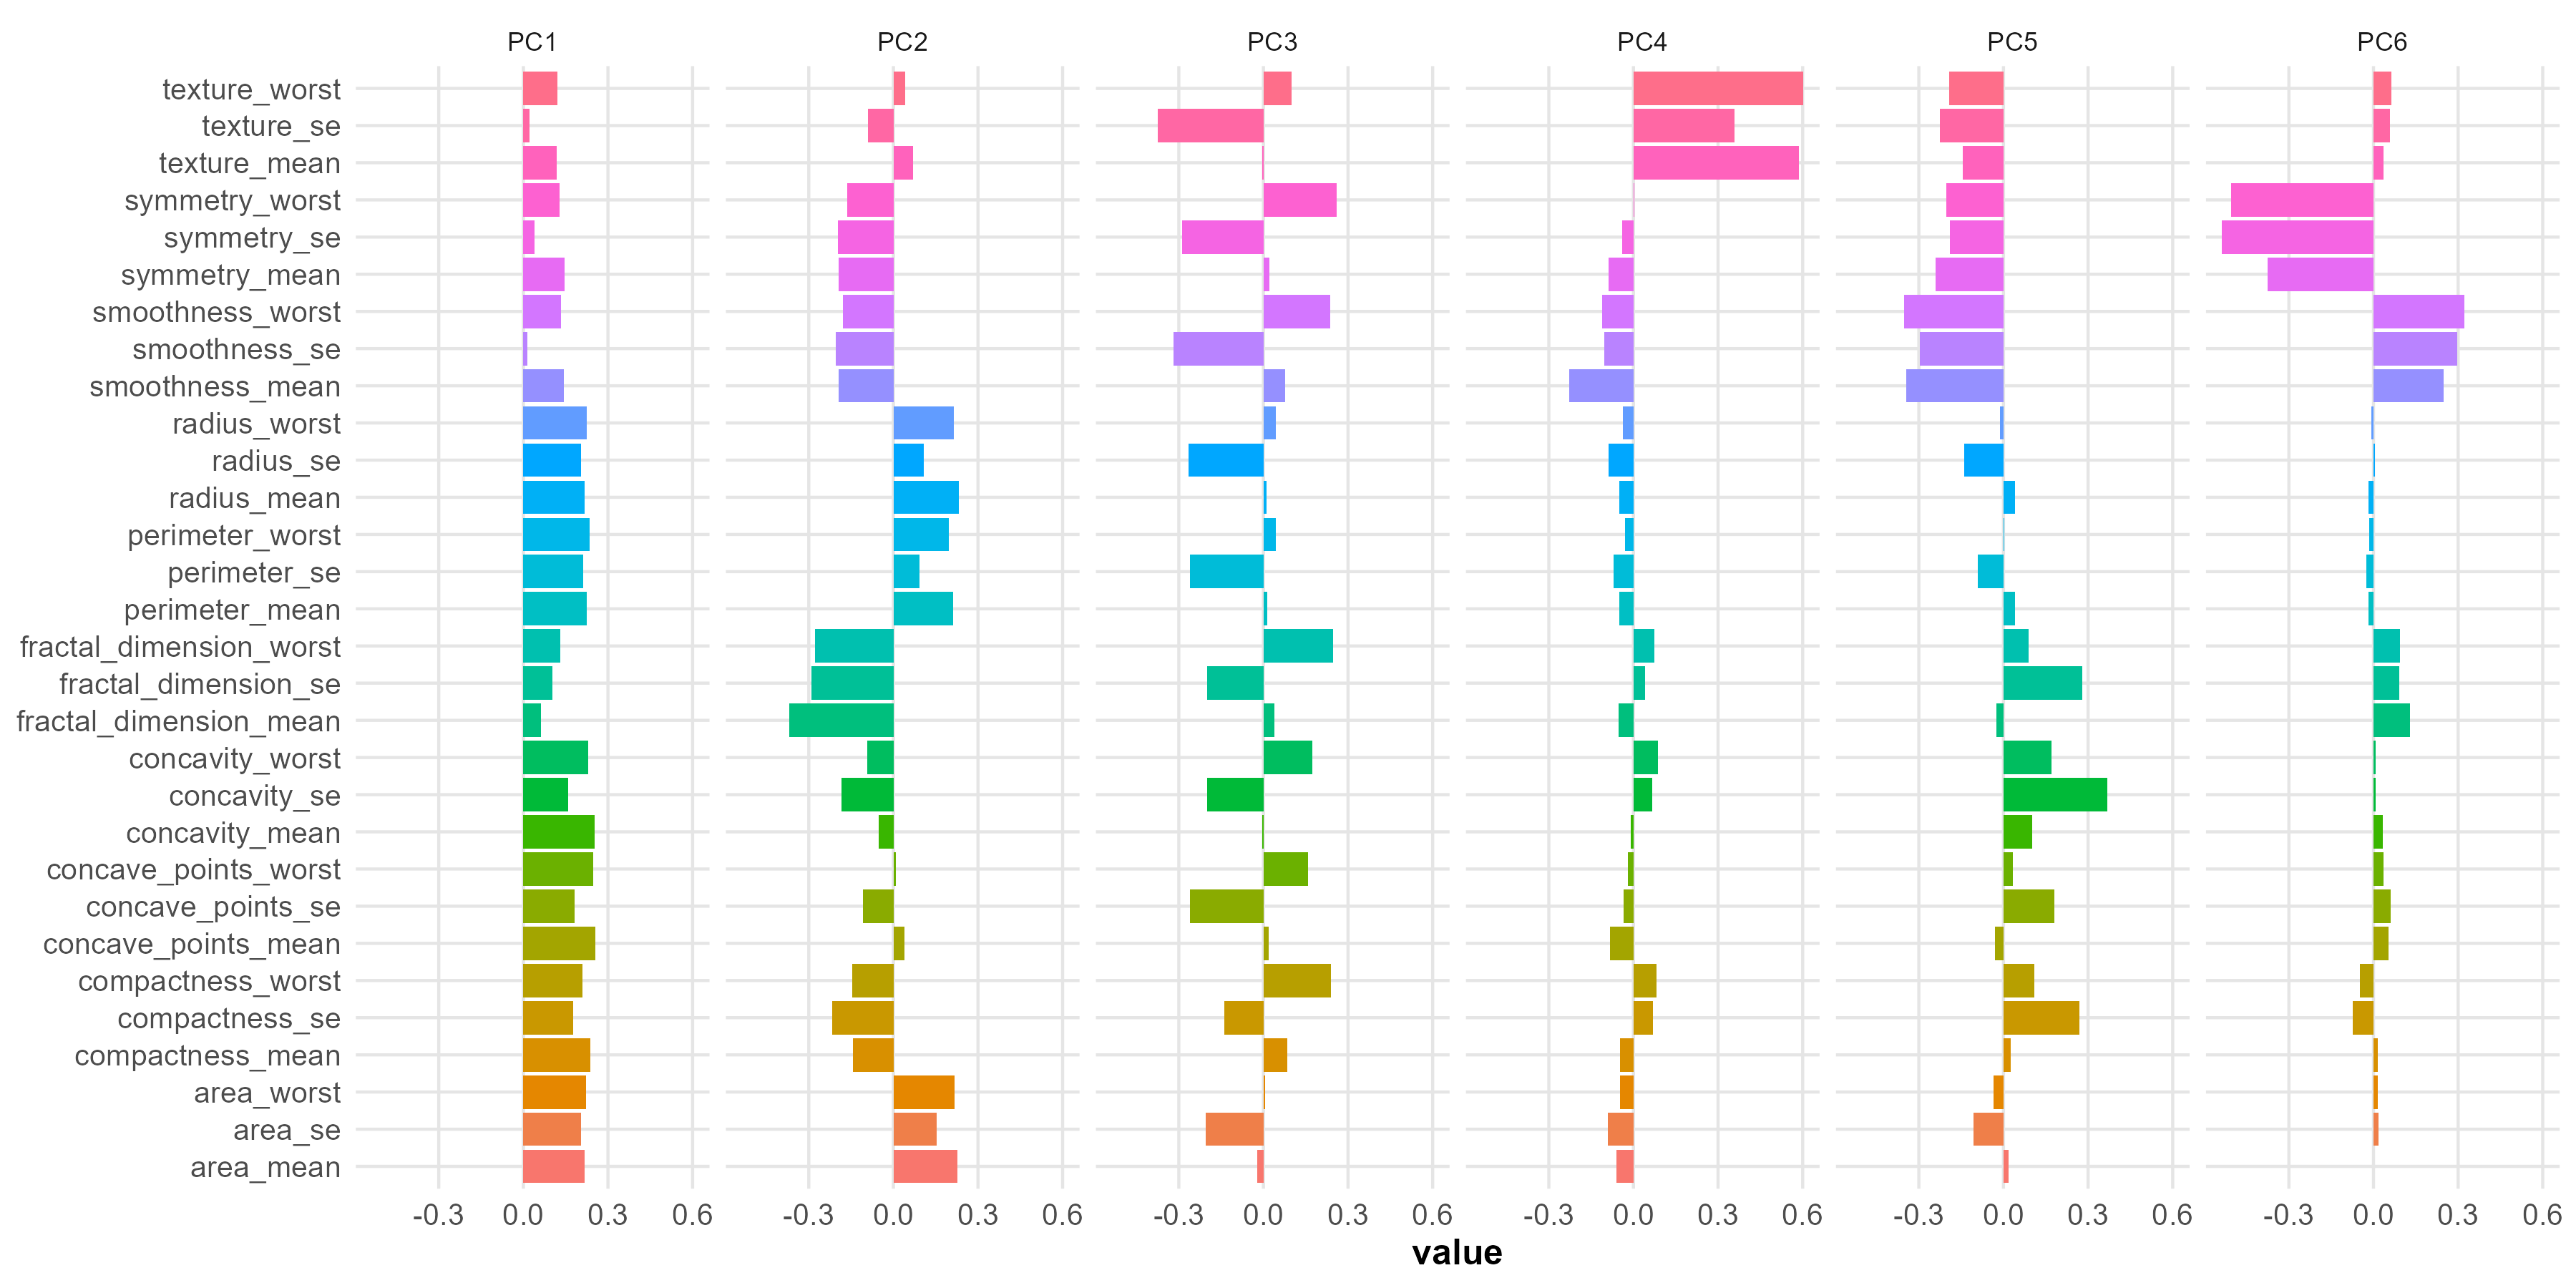 PC1 PC2 PC3 PC4 PC5 PC6
texture_worst
texture_se
texture_mean
symmetry_worst
symmetry_se
symmetry_mean
smoothness_worst
smoothness_se
smoothness_mean
radius_worst
radius_se
radius_mean
perimeter_worst
perimeter_se
perimeter_mean
fractal_dimension_worst
fractal_dimension_se
fractal_dimension_mean
concavity_worst
concavity_se
concavity_mean
concave_points_worst
concave_points_se
concave_points_mean
compactness_worst
compactness_se
compactness_mean
area_worst
area_se
area_mean
-0.3 0.0 0.3 0.6 -0.3 0.0 0.3 0.6 -0.3 0.0 0.3 0.6 -0.3 0.0 0.3 0.6 -0.3 0.0 0.3 0.6 -0.3 0.0 0.3 0.6
value